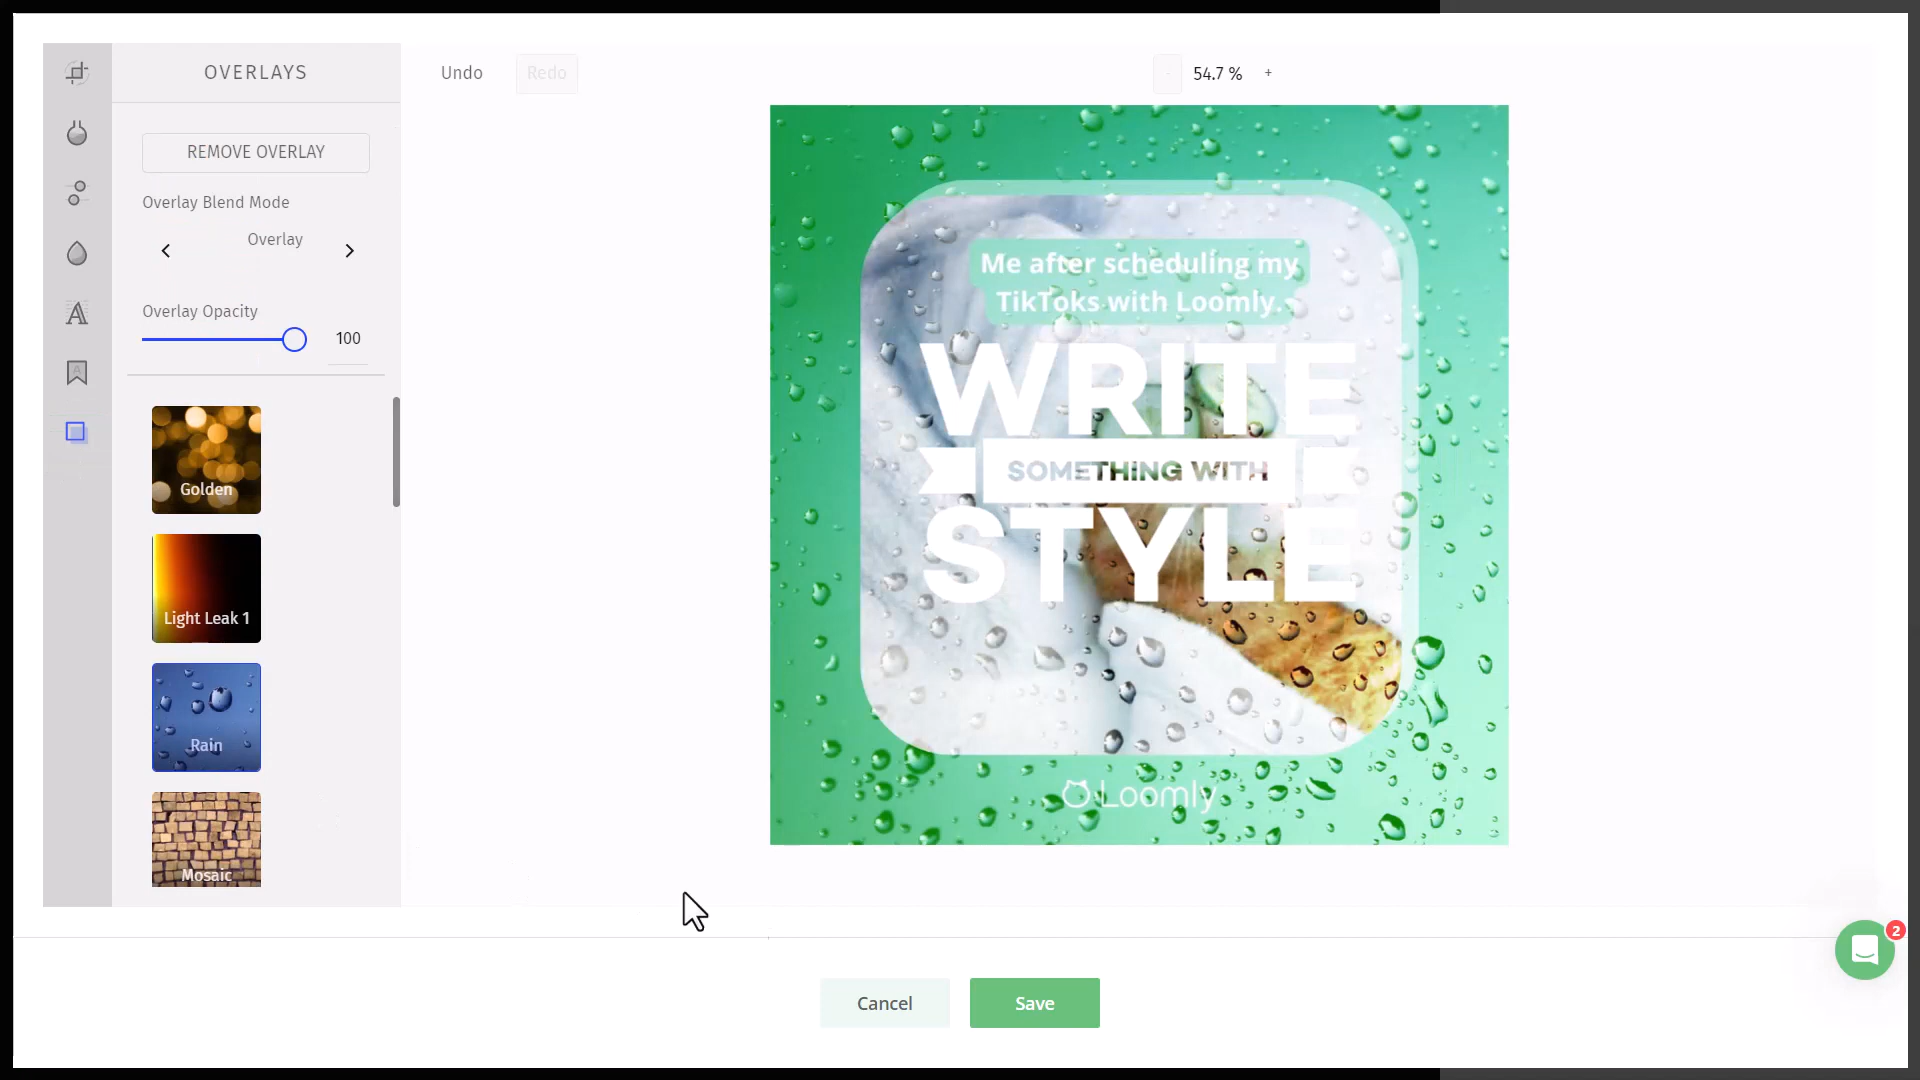 OVERLAYS
Undo
Redo
-
54.7 %
+
REMOVE OVERLAY
Overlay Blend Mode
Overlay
Overlay Opacity
100
Golden
Light Leak 1
Rain
Mosaic
Me after scheduling my
TikToks with Loomly.
WRITE
SOMETHING WITH
STYLE
Loomly
2
Cancel
Save